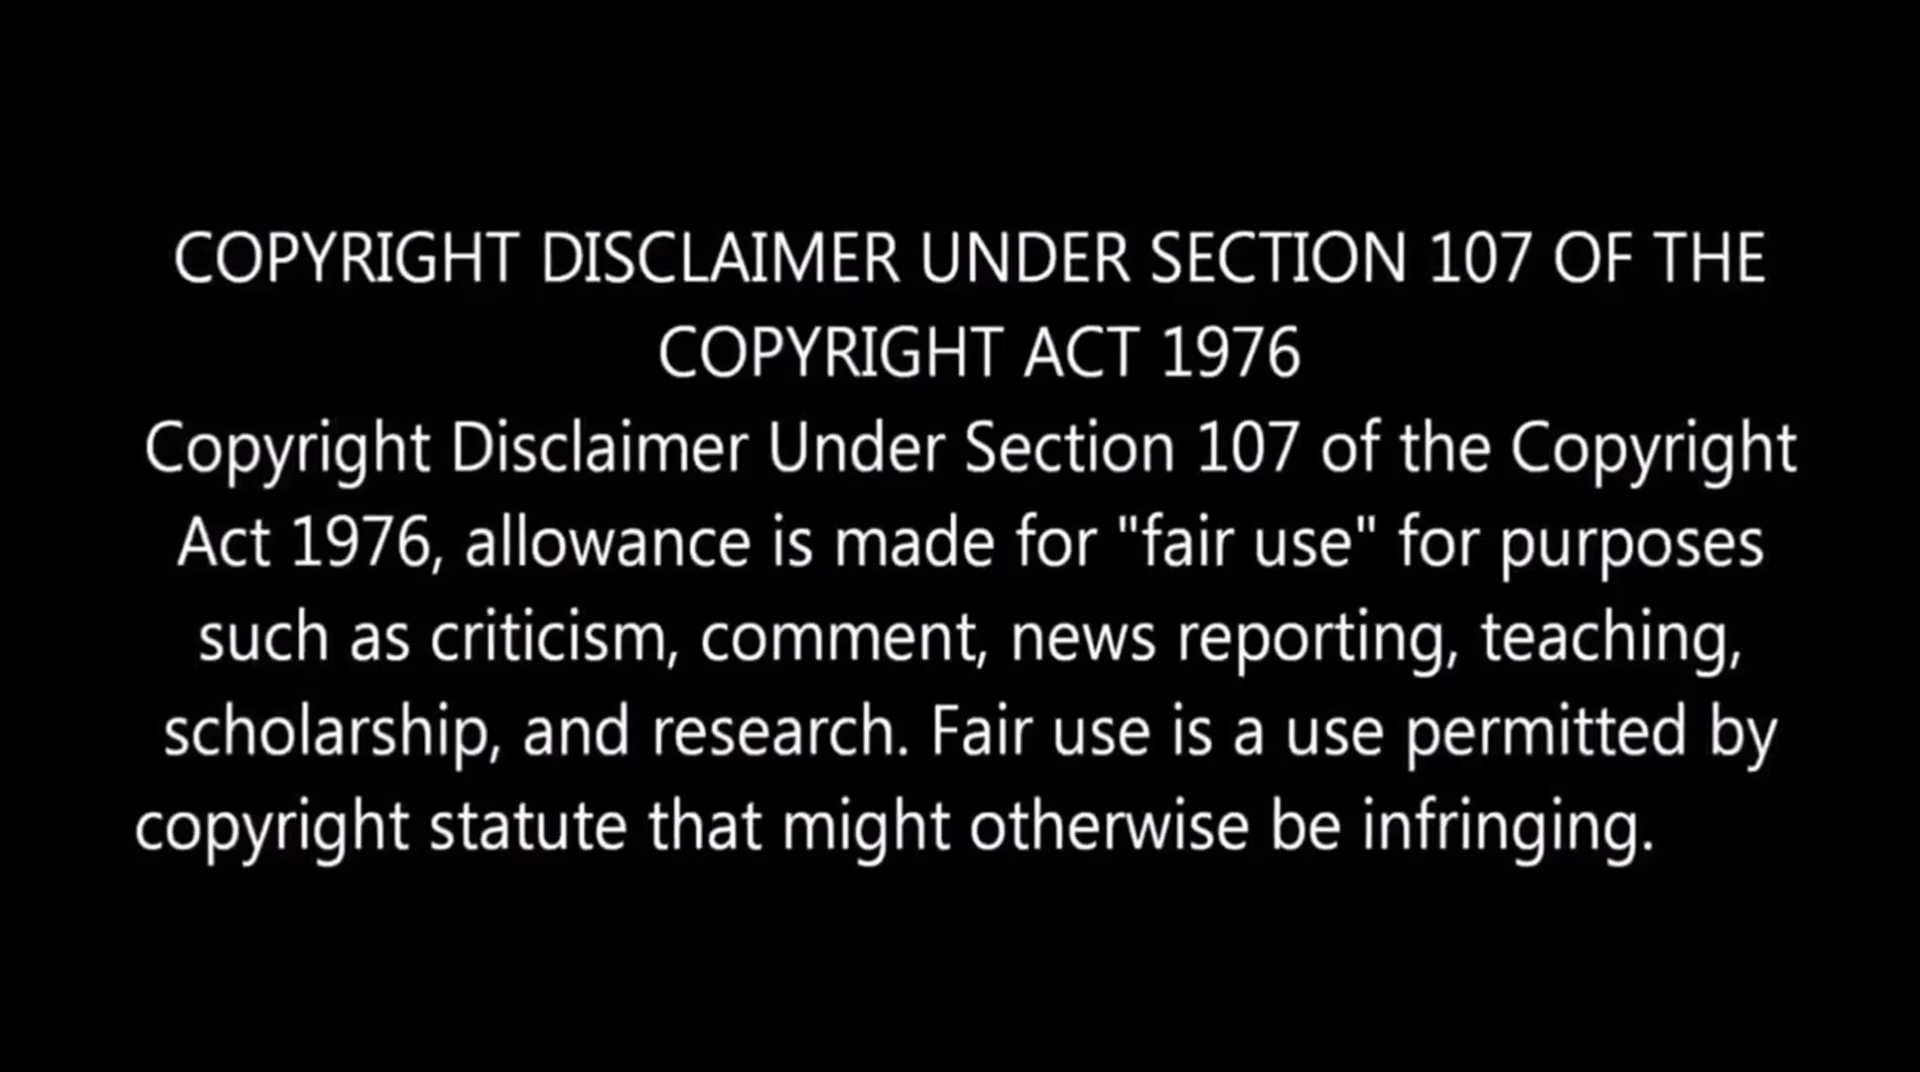 COPYRIGHT DISCLAIMER UNDER SECTION 107 OF THE
COPYRIGHT ACT 1976
Copyright Disclaimer Under Section 107 of the Copyright
Act 1976, allowance is made for "fair use" for purposes
such as criticism, comment, news reporting, teaching,
scholarship, and research. Fair use is a use permitted by
copyright statute that might otherwise be infringing.